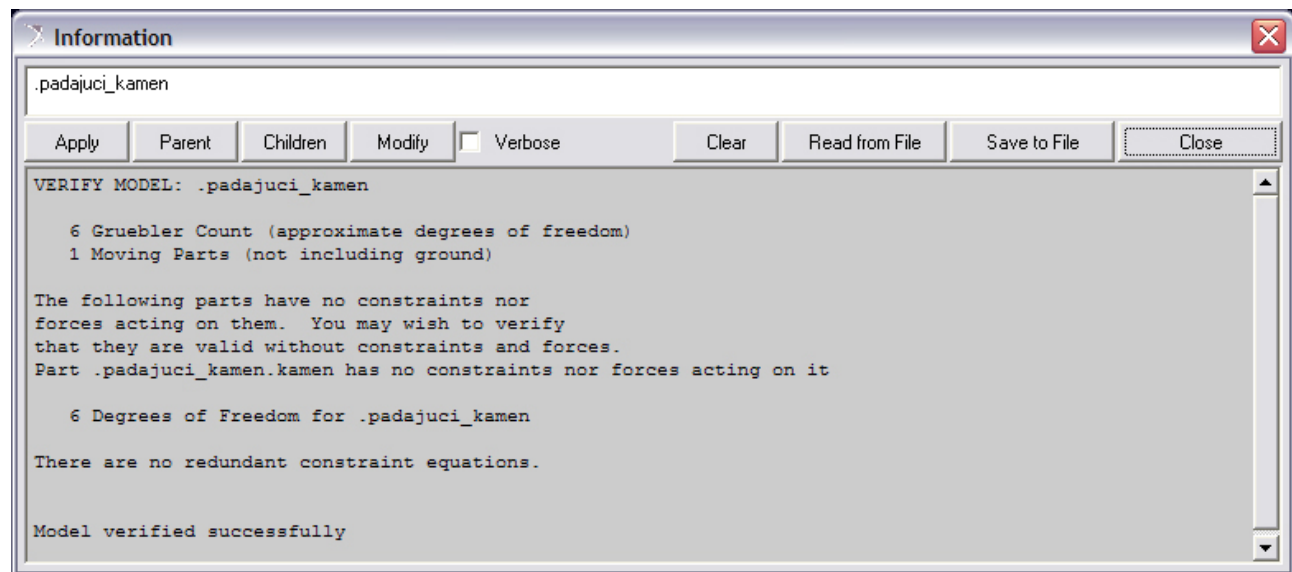 Information
.padajuci_kamen
Apply Parent Children Modify Verbose Clear Read from File Save to File Close
VERIFY MODEL: .padajuci_kamen
6 Gruebler Count (approximate degrees of freedom)
1 Moving Parts (not including ground)
The following parts have no constraints nor
forces acting on them.  You may wish to verify
that they are valid without constraints and forces.
Part .padajuci_kamen.kamen has no constraints nor forces acting on it
6 Degrees of Freedom for .padajuci_kamen
There are no redundant constraint equations.
Model verified successfully